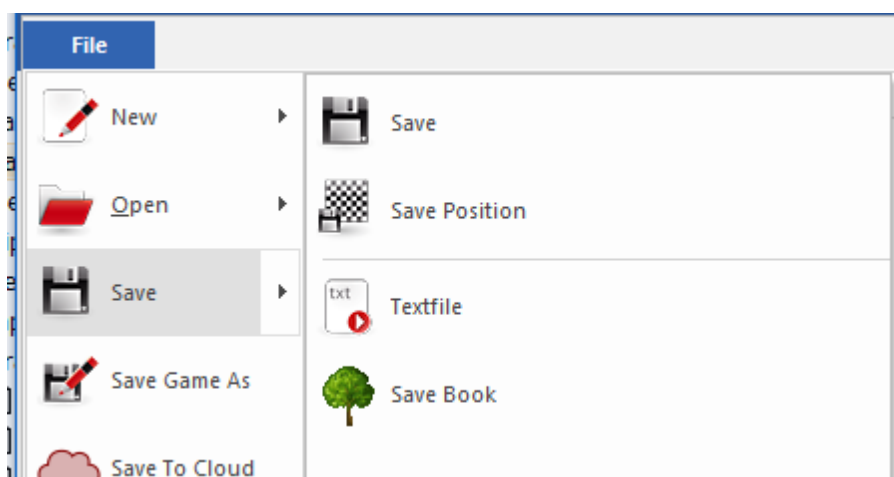 File
New
Open
Save
Save Game As
Save To Cloud
Save
Save Position
txt
Textfile
Save Book